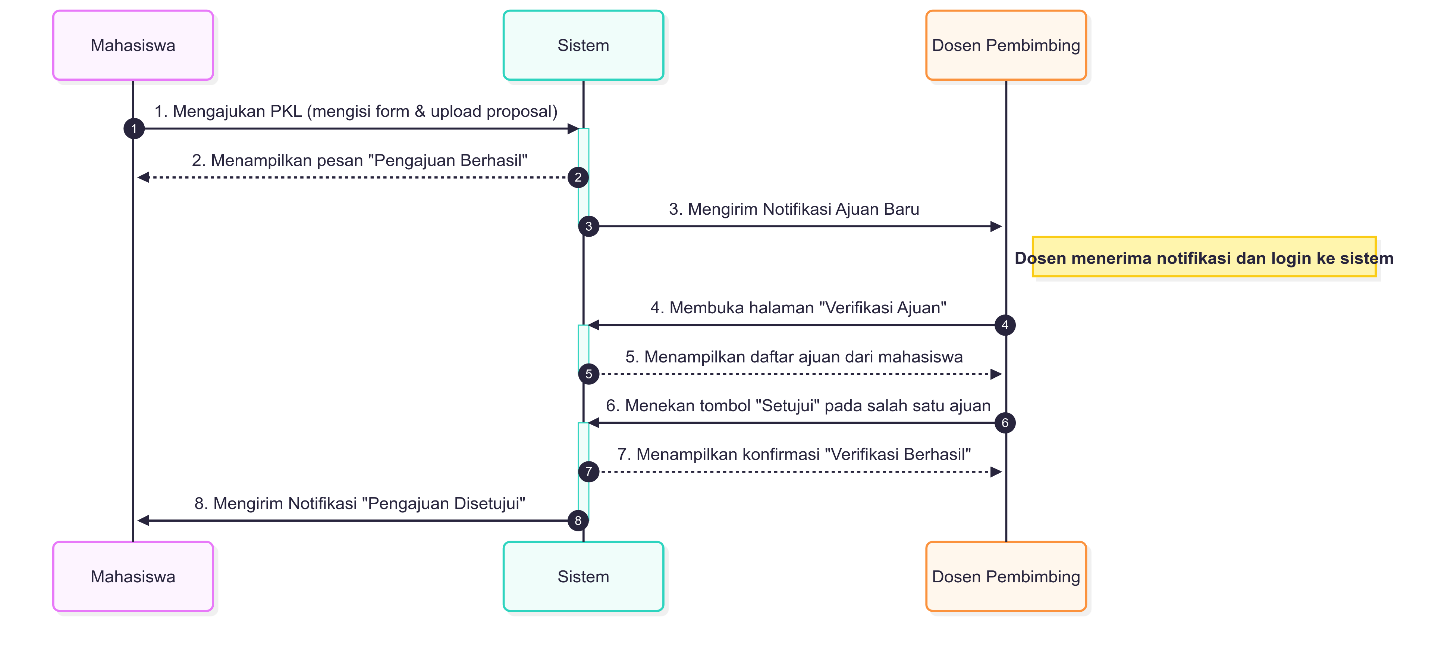 Mahasiswa
Sistem
Dosen Pembimbing
1. Mengajukan PKL (mengisi form & upload proposal)
1
2. Menampilkan pesan "Pengajuan Berhasil"
2
3. Mengirim Notifikasi Ajuan Baru
3
Dosen menerima notifikasi dan login ke sistem
4. Membuka halaman "Verifikasi Ajuan"
4
5. Menampilkan daftar ajuan dari mahasiswa
5
6. Menekan tombol "Setujui" pada salah satu ajuan
6
7. Menampilkan konfirmasi "Verifikasi Berhasil"
7
8. Mengirim Notifikasi "Pengajuan Disetujui"
8
Mahasiswa
Sistem
Dosen Pembimbing